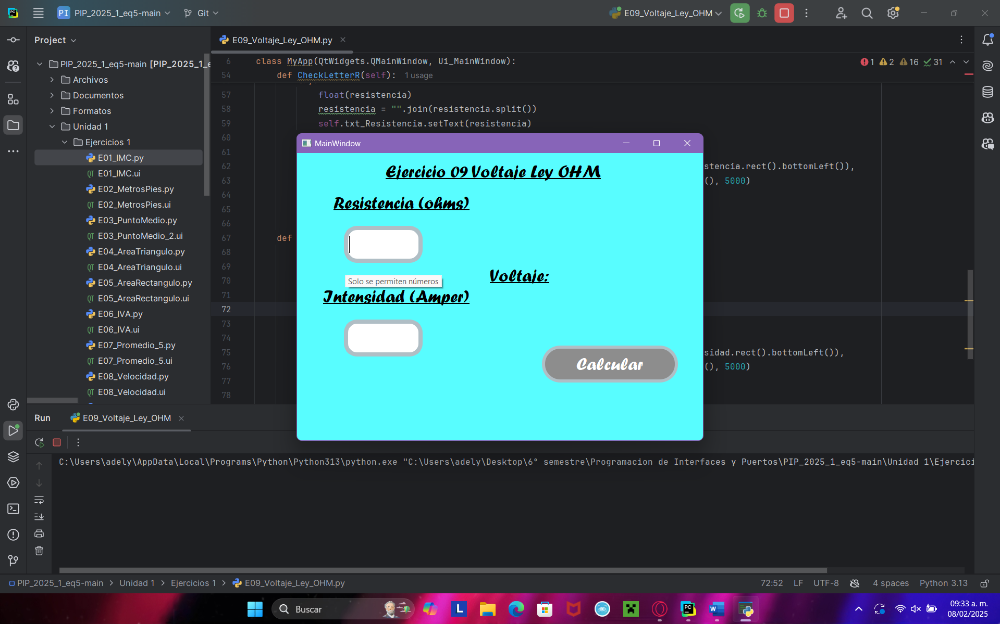 PI PIP_2025_1_eq5-main Git E09_Voltaje_Ley_OHM
Project E09_Voltaje_Ley_OHM.py
PIP_2025_1_eq5-main [PIP_2025_1_e
Archivos
Documentos
Formatos
Unidad 1
Ejercicios 1
E01_IMC.py
E01_IMC.ui
E02_MetrosPies.py
E02_MetrosPies.ui
E03_PuntoMedio.py
E03_PuntoMedio_2.ui
E04_AreaTriangulo.py
E04_AreaTriangulo.ui
E05_AreaRectangulo.py
E05_AreaRectangulo.ui
E06_IVA.py
E06_IVA.ui
E07_Promedio_5.py
E07_Promedio_5.ui
E08_Velocidad.py
E08_Velocidad.ui
6 class MyApp(QtWidgets.QMainWindow, Ui_MainWindow): 1 2 16 31
54 def CheckLetterR(self): 1 usage
57 float(resistencia)
58 resistencia = "".join(resistencia.split())
59 self.txt_Resistencia.setText(resistencia)
60
61
62 stencia.rect().bottomLeft()),
63 (), 5000)
64
65
66
67 def
68
69
70
71
72
73
74
75 sidad.rect().bottomLeft()),
76 (), 5000)
77
78
MainWindow
Ejercicio 09 Voltaje Ley OHM
Resistencia (ohms)
Solo se permiten números
Voltaje:
Intensidad (Amper)
Calcular
Run E09_Voltaje_Ley_OHM
C:\Users\adely\AppData\Local\Programs\Python\Python313\python.exe "C:\Users\adely\Desktop\6° semestre\Programacion de Interfaces y Puertos\PIP_2025_1_eq5-main\Unidad 1\Ejercici
PIP_2025_1_eq5-main Unidad 1 Ejercicios 1 E09_Voltaje_Ley_OHM.py 72:52 LF UTF-8 4 spaces Python 3.13
Buscar
09:33 a. m.
08/02/2025